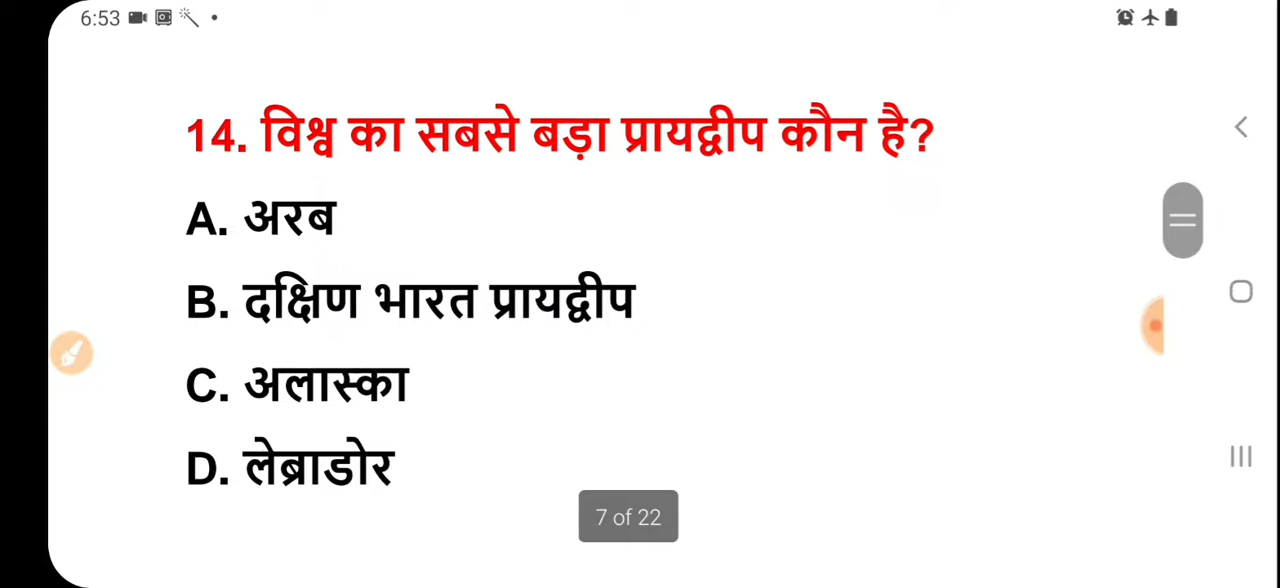 6:53
14. विश्व का सबसे बड़ा प्रायद्वीप कौन है?
A. अरब
B. दक्षिण भारत प्रायद्वीप
C. अलास्का
D. लेब्राडोर
7 of 22